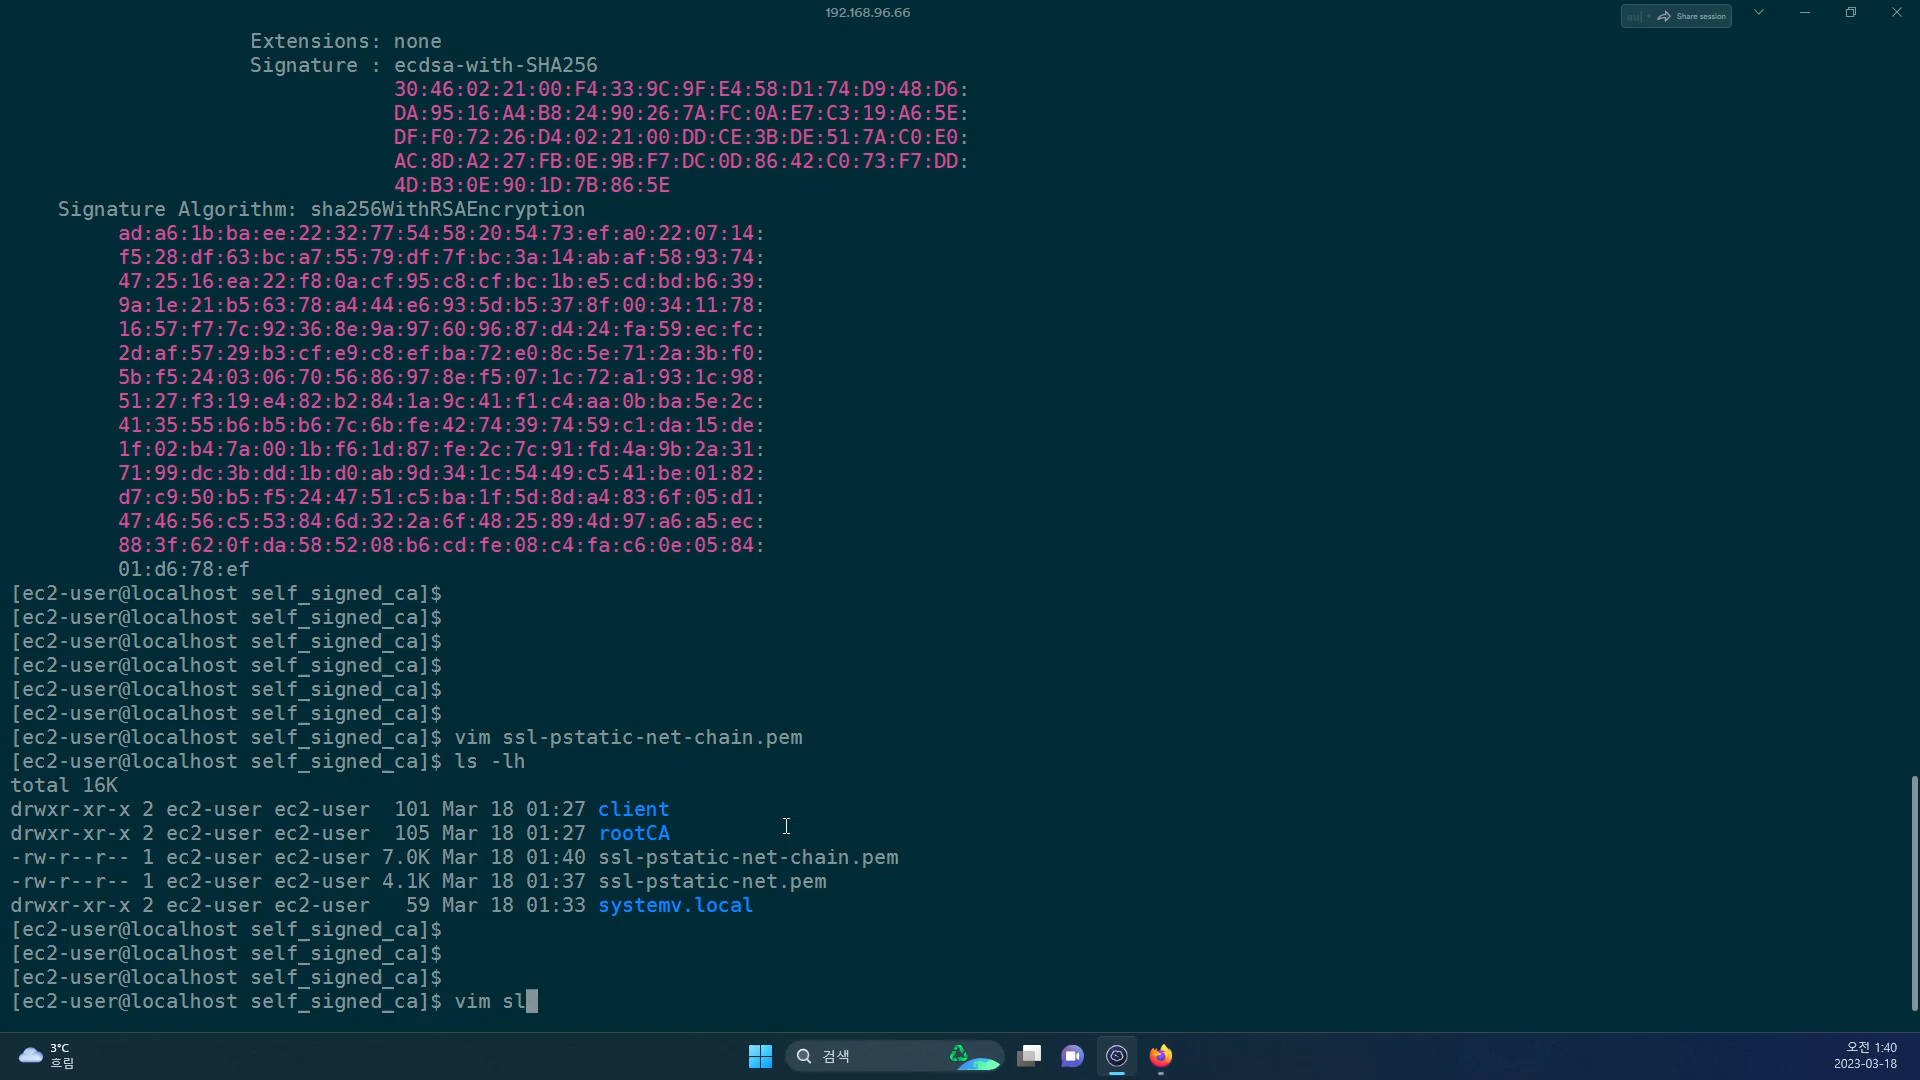 192.168.96.66
Share session
Extensions: none
Signature : ecdsa-with-SHA256
30:46:02:21:00:F4:33:9C:9F:E4:58:D1:74:D9:48:D6:
DA:95:16:A4:B8:24:90:26:7A:FC:0A:E7:C3:19:A6:5E:
DF:F0:72:26:D4:02:21:00:DD:CE:3B:DE:51:7A:C0:E0:
AC:8D:A2:27:FB:0E:9B:F7:DC:0D:86:42:C0:73:F7:DD:
4D:B3:0E:90:1D:7B:86:5E
Signature Algorithm: sha256WithRSAEncryption
ad:a6:1b:ba:ee:22:32:77:54:58:20:54:73:ef:a0:22:07:14:
f5:28:df:63:bc:a7:55:79:df:7f:bc:3a:14:ab:af:58:93:74:
47:25:16:ea:22:f8:0a:cf:95:c8:cf:bc:1b:e5:cd:bd:b6:39:
9a:1e:21:b5:63:78:a4:44:e6:93:5d:b5:37:8f:00:34:11:78:
16:57:f7:7c:92:36:8e:9a:97:60:96:87:d4:24:fa:59:ec:fc:
2d:af:57:29:b3:cf:e9:c8:ef:ba:72:e0:8c:5e:71:2a:3b:f0:
5b:f5:24:03:06:70:56:86:97:8e:f5:07:1c:72:a1:93:1c:98:
51:27:f3:19:e4:82:b2:84:1a:9c:41:f1:c4:aa:0b:ba:5e:2c:
41:35:55:b6:b5:b6:7c:6b:fe:42:74:39:74:59:c1:da:15:de:
1f:02:b4:7a:00:1b:f6:1d:87:fe:2c:7c:91:fd:4a:9b:2a:31:
71:99:dc:3b:dd:1b:d0:ab:9d:34:1c:54:49:c5:41:be:01:82:
d7:c9:50:b5:f5:24:47:51:c5:ba:1f:5d:8d:a4:83:6f:05:d1:
47:46:56:c5:53:84:6d:32:2a:6f:48:25:89:4d:97:a6:a5:ec:
88:3f:62:0f:da:58:52:08:b6:cd:fe:08:c4:fa:c6:0e:05:84:
01:d6:78:ef
[ec2-user@localhost self_signed_ca]$
[ec2-user@localhost self_signed_ca]$
[ec2-user@localhost self_signed_ca]$
[ec2-user@localhost self_signed_ca]$
[ec2-user@localhost self_signed_ca]$
[ec2-user@localhost self_signed_ca]$
[ec2-user@localhost self_signed_ca]$ vim ssl-pstatic-net-chain.pem
[ec2-user@localhost self_signed_ca]$ ls -lh
total 16K
drwxr-xr-x 2 ec2-user ec2-user  101 Mar 18 01:27 client
drwxr-xr-x 2 ec2-user ec2-user  105 Mar 18 01:27 rootCA
-rw-r--r-- 1 ec2-user ec2-user 7.0K Mar 18 01:40 ssl-pstatic-net-chain.pem
-rw-r--r-- 1 ec2-user ec2-user 4.1K Mar 18 01:37 ssl-pstatic-net.pem
drwxr-xr-x 2 ec2-user ec2-user   59 Mar 18 01:33 systemv.local
[ec2-user@localhost self_signed_ca]$
[ec2-user@localhost self_signed_ca]$
[ec2-user@localhost self_signed_ca]$
[ec2-user@localhost self_signed_ca]$ vim sl
3°C
흐림
검색
오전 1:40
2023-03-18